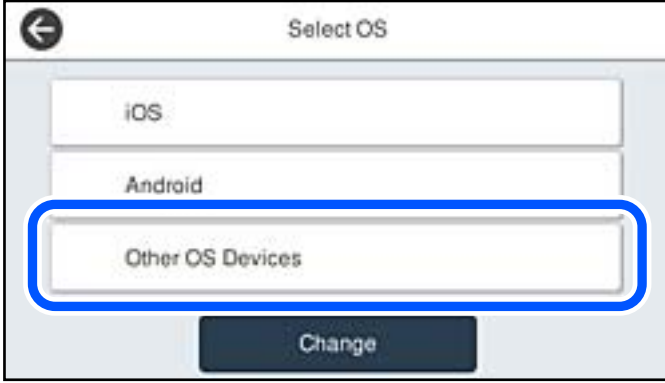 Select OS
iOS
Android
Other OS Devices
Change